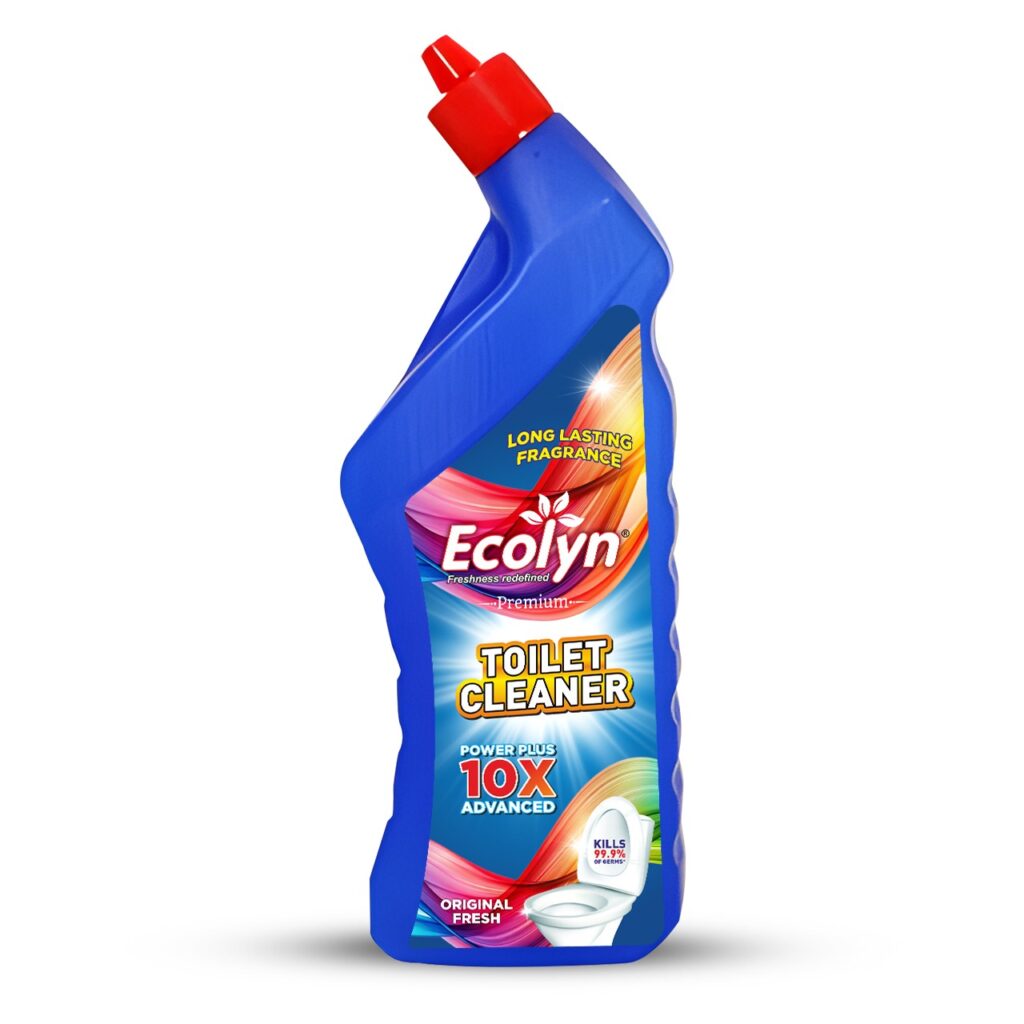 LONG LASTING
FRAGRANCE
Ecolyn®
Freshness redefined
Premium
TOILET
CLEANER
POWER PLUS
10X
ADVANCED
KILLS
99.9%
OF GERMS*
ORIGINAL
FRESH